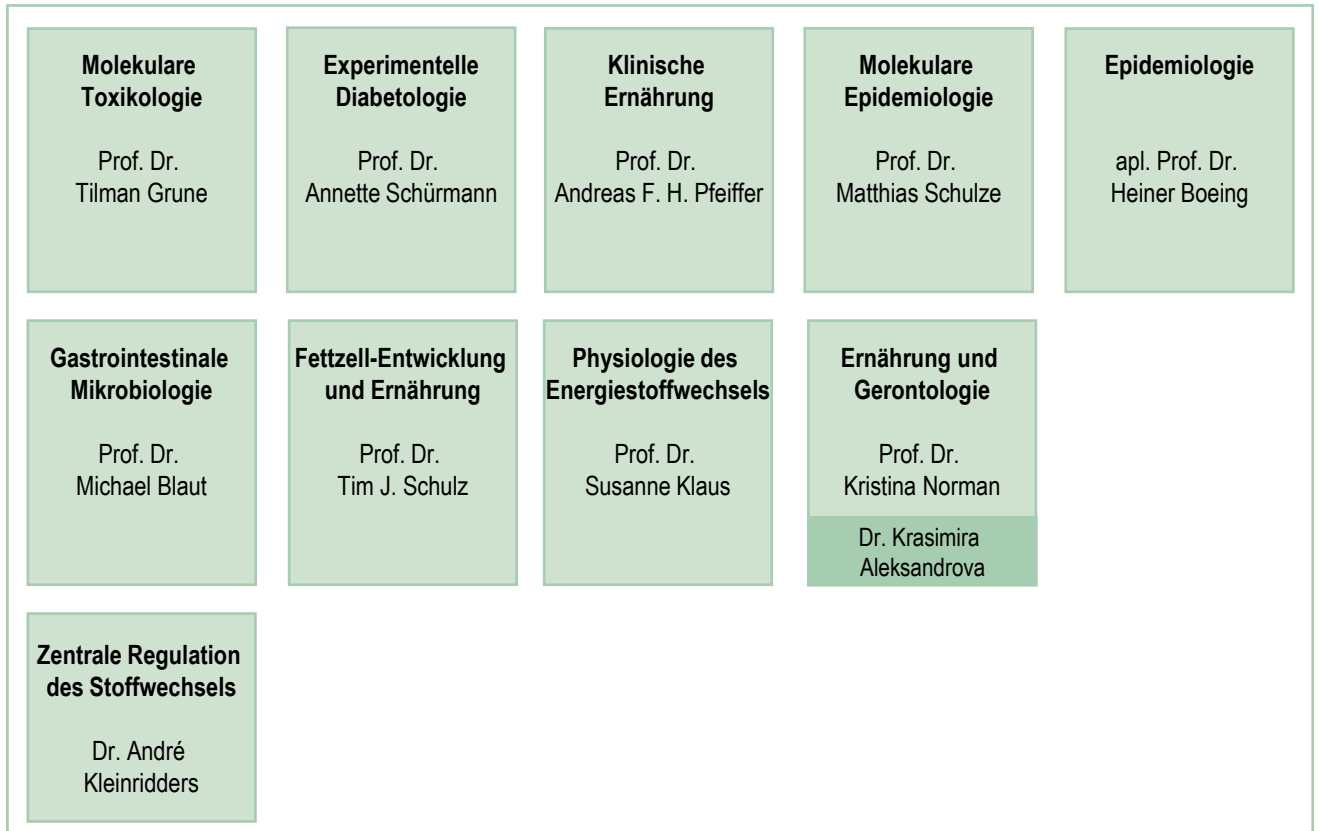 Molekulare
Toxikologie
Prof. Dr.
Tilman Grune
Experimentelle
Diabetologie
Prof. Dr.
Annette Schürmann
Klinische
Ernährung
Prof. Dr.
Andreas F. H. Pfeiffer
Molekulare
Epidemiologie
Prof. Dr.
Matthias Schulze
Epidemiologie
apl. Prof. Dr.
Heiner Boeing
Gastrointestinale
Mikrobiologie
Prof. Dr.
Michael Blaut
Fettzell-Entwicklung
und Ernährung
Prof. Dr.
Tim J. Schulz
Physiologie des
Energiestoffwechsels
Prof. Dr.
Susanne Klaus
Ernährung und
Gerontologie
Prof. Dr.
Kristina Norman
Dr. Krasimira
Aleksandrova
Zentrale Regulation
des Stoffwechsels
Dr. André
Kleinridders